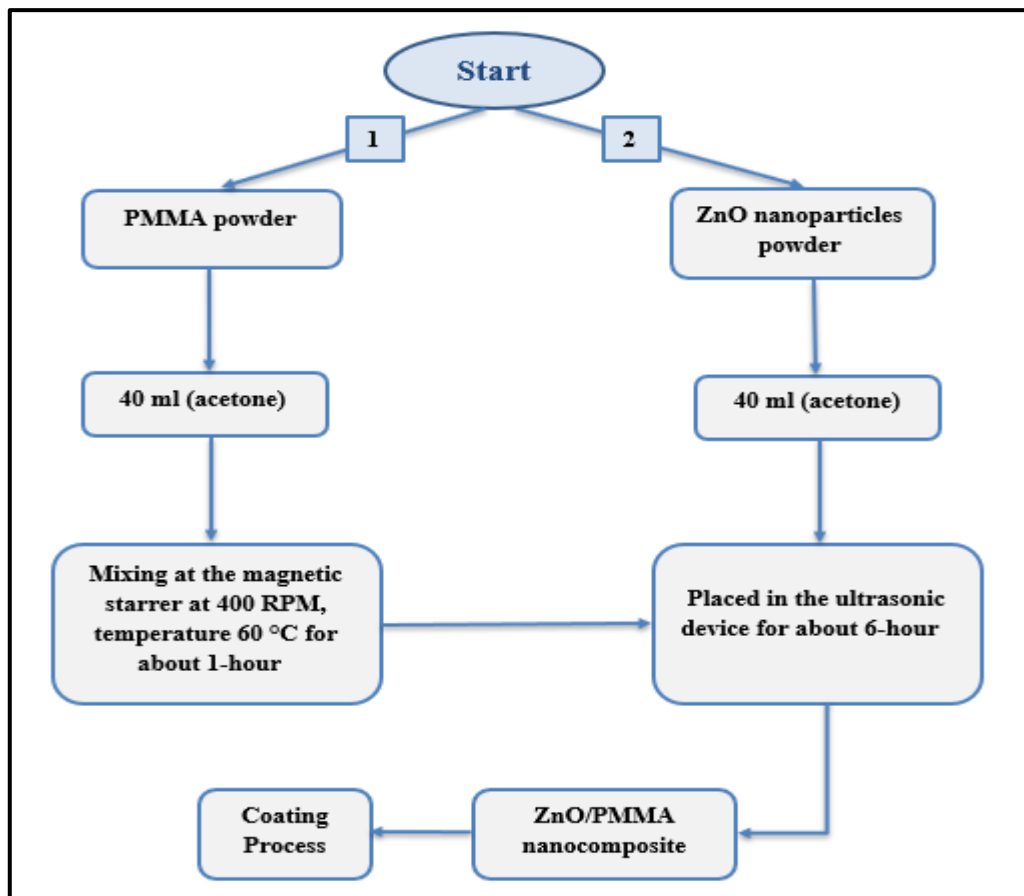 Start
1
2
PMMA powder
ZnO nanoparticles
powder
40 ml (acetone)
40 ml (acetone)
Mixing at the magnetic
starrer at 400 RPM,
temperature 60 °C for
about 1-hour
Placed in the ultrasonic
device for about 6-hour
Coating
Process
ZnO/PMMA
nanocomposite